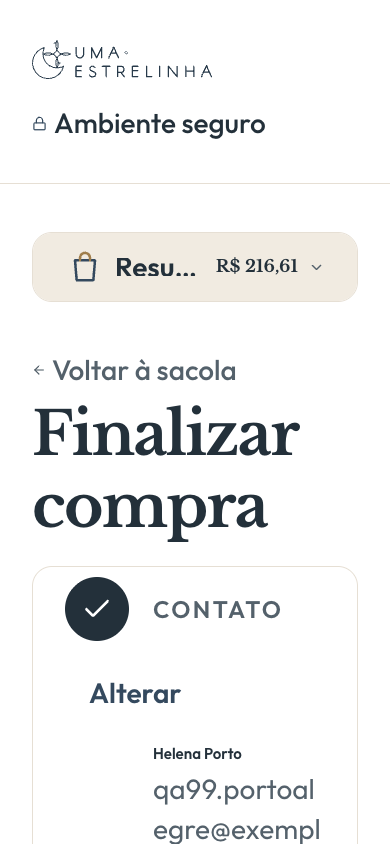 UMA
ESTRELINHA
Ambiente seguro
Resu... R$ 216,61
Voltar à sacola
Finalizar
compra
CONTATO
Alterar
Helena Porto
qa99.portoal
egre@exempl